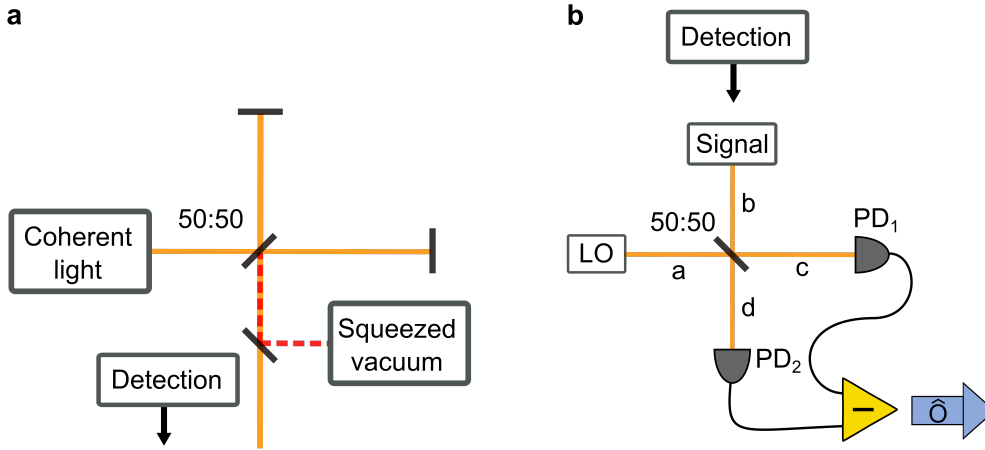 a
50:50
Coherent
light
Squeezed
vacuum
Detection
b
Detection
Signal
b
50:50
PD₁
LO
a
c
d
PD₂
−
Ô